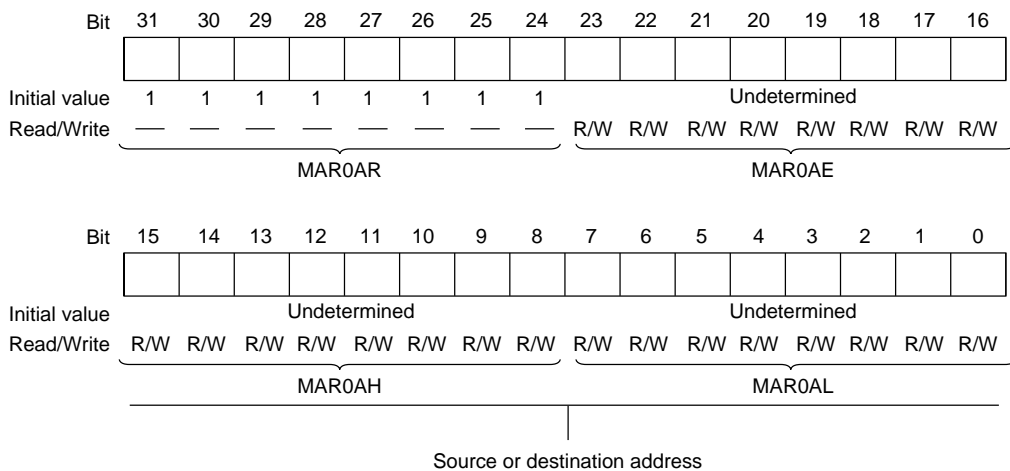 Bit 31 30 29 28 27 26 25 24 23 22 21 20 19 18 17 16
Initial value 1 1 1 1 1 1 1 1 Undetermined
Read/Write — — — — — — — — R/W R/W R/W R/W R/W R/W R/W R/W
MAR0AR MAR0AE
Bit 15 14 13 12 11 10 9 8 7 6 5 4 3 2 1 0
Initial value Undetermined Undetermined
Read/Write R/W R/W R/W R/W R/W R/W R/W R/W R/W R/W R/W R/W R/W R/W R/W R/W
MAR0AH MAR0AL
Source or destination address